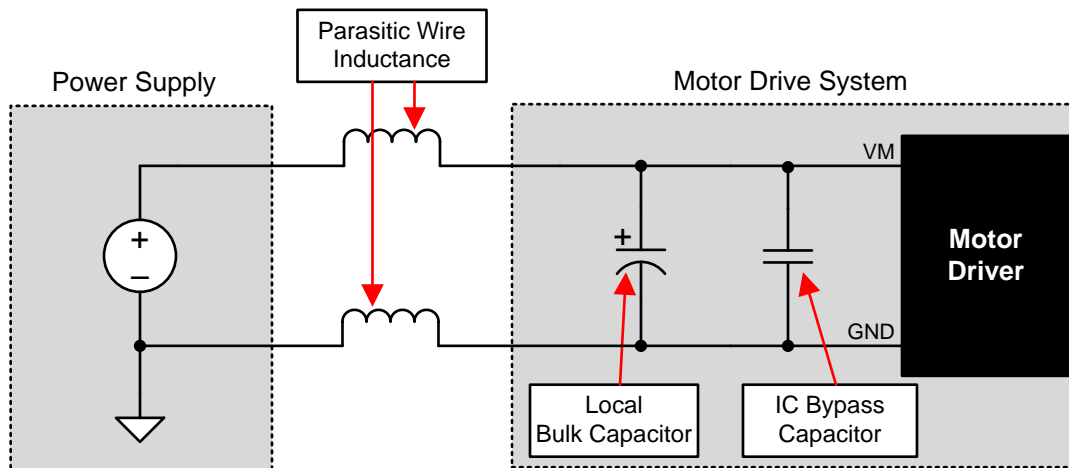 Parasitic Wire
Inductance
Power Supply
Motor Drive System
VM
+
–
+
Motor
Driver
GND
Local
Bulk Capacitor
IC Bypass
Capacitor